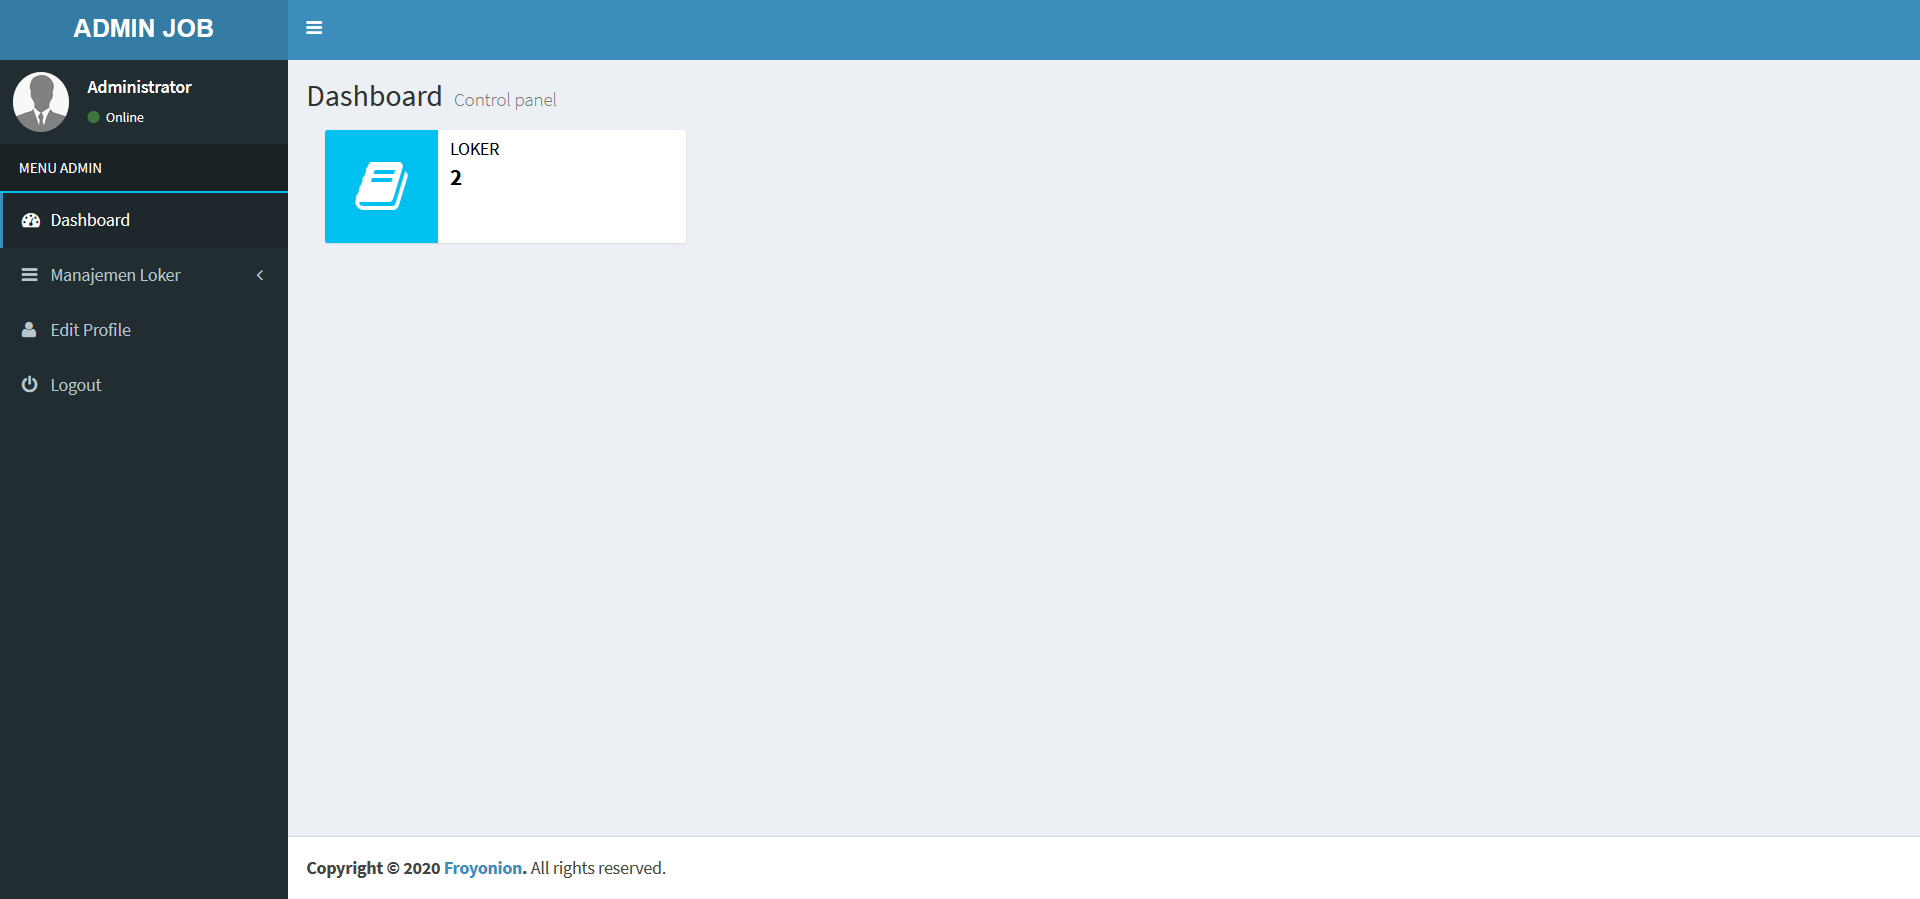 ADMIN JOB
Administrator
Online
MENU ADMIN
Dashboard
Manajemen Loker
Edit Profile
Logout
Dashboard Control panel
LOKER
2
Copyright © 2020 Froyonion. All rights reserved.